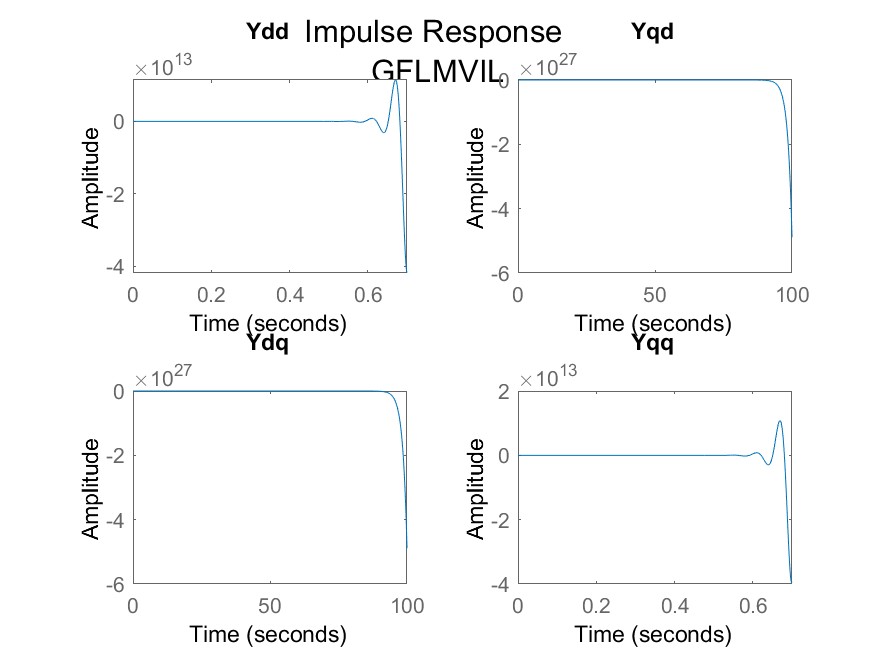 Impulse Response
GFLMVIL
Ydd
×10^13
0
-2
-4
Amplitude
0 0.2 0.4 0.6
Time (seconds)
Yqd
×10^27
0
-2
-4
-6
Amplitude
0 50 100
Time (seconds)
Ydq
×10^27
0
-2
-4
-6
Amplitude
0 50 100
Time (seconds)
Yqq
×10^13
2
0
-2
-4
Amplitude
0 0.2 0.4 0.6
Time (seconds)